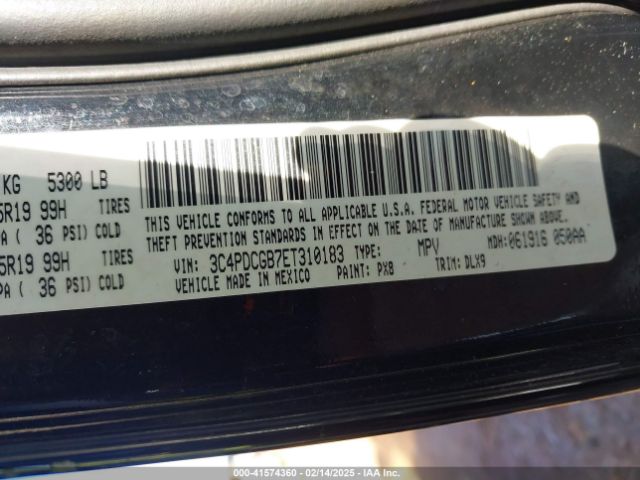 KG 5300 LB
5R19 99H TIRES
PA ( 36 PSI) COLD
5R19 99H TIRES
PA ( 36 PSI) COLD
THIS VEHICLE CONFORMS TO ALL APPLICABLE U.S.A. FEDERAL MOTOR VEHICLE SAFETY AND
THEFT PREVENTION STANDARDS IN EFFECT ON THE DATE OF MANUFACTURE SHOWN ABOVE.
VIN: 3C4PDCGB7ET310183 TYPE: MPV MDH: 061916 050AA
VEHICLE MADE IN MEXICO PAINT: PX8 TRIM: DLX9
000-41574360 | 02/14/2025 | IAA Inc.